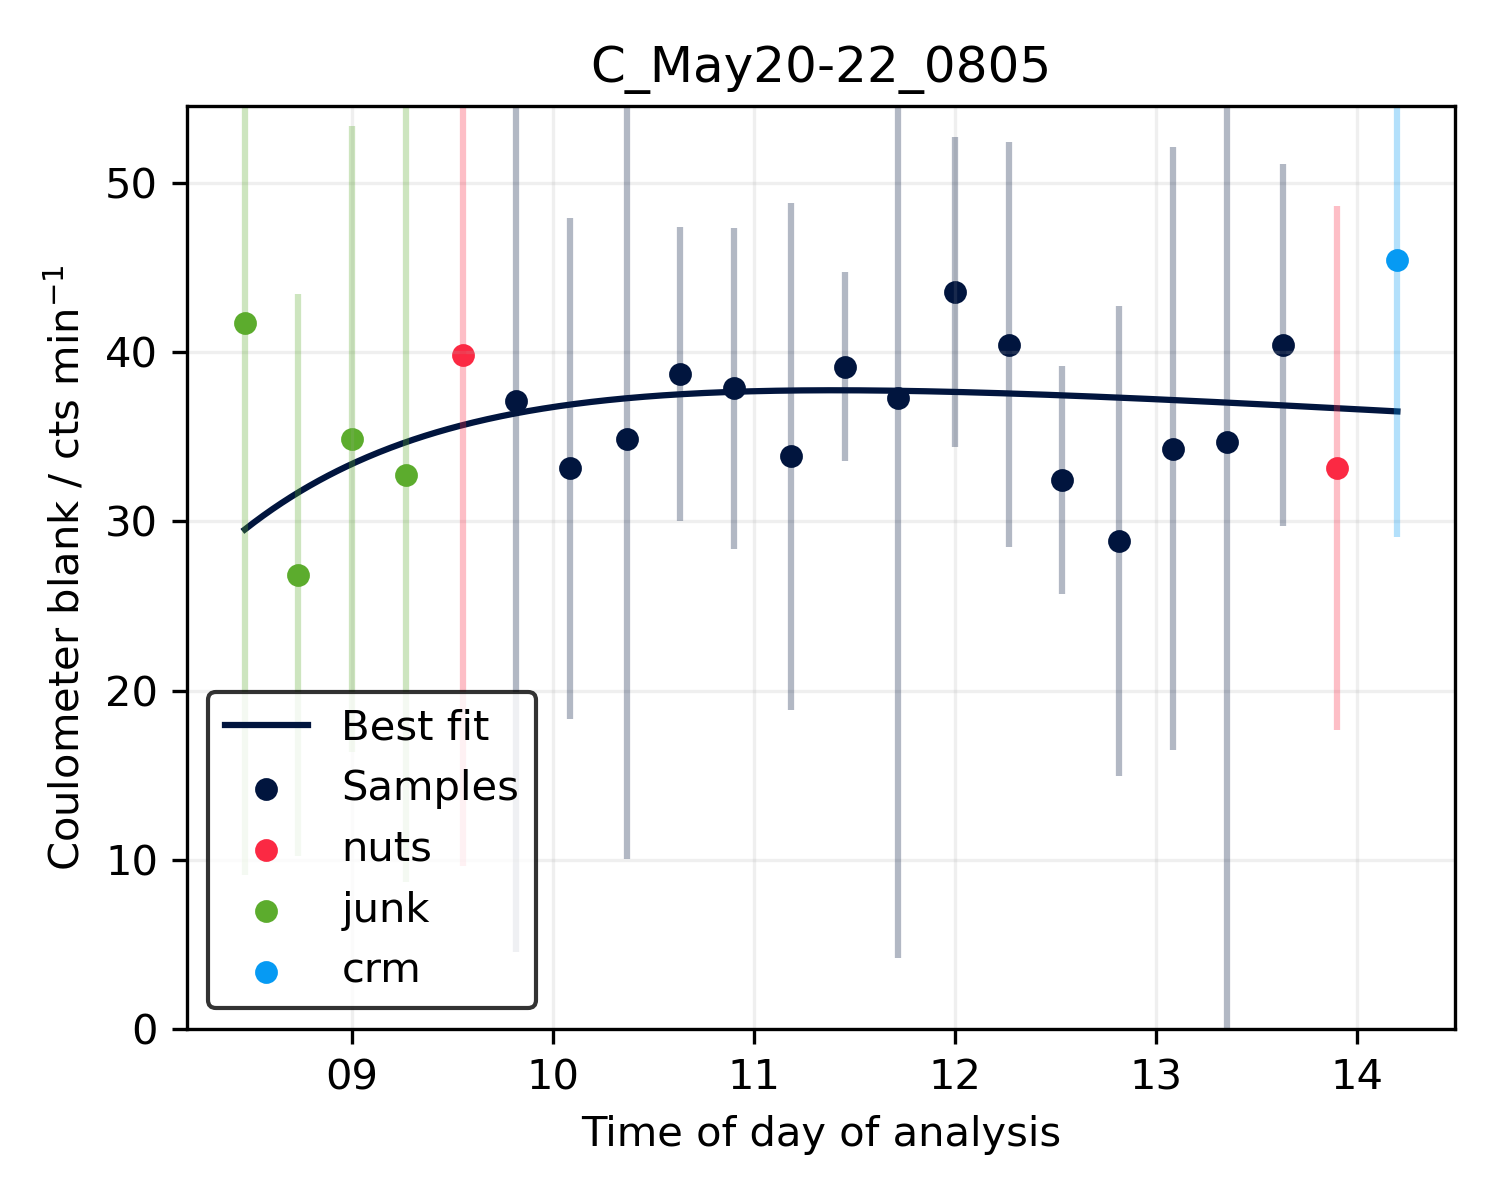 C_May20-22_0805
Coulometer blank / cts min⁻¹
50
40
30
20
10
0
Best fit
Samples
nuts
junk
crm
09 10 11 12 13 14
Time of day of analysis